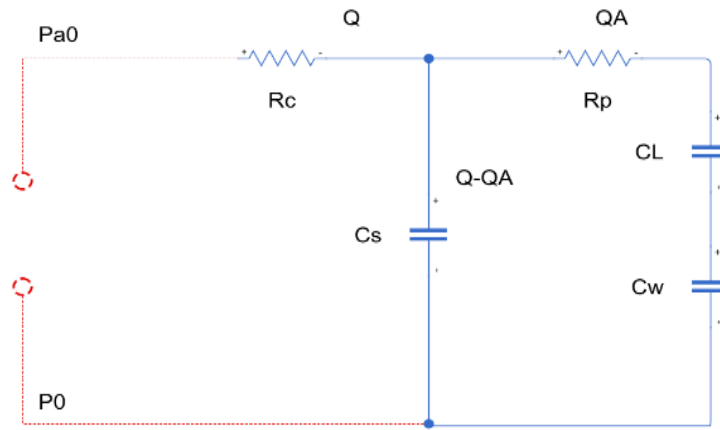 Pa0
Q
QA
+
-
+
-
Rc
Rp
+
CL
-
Q-QA
+
Cs
-
+
Cw
-
P0